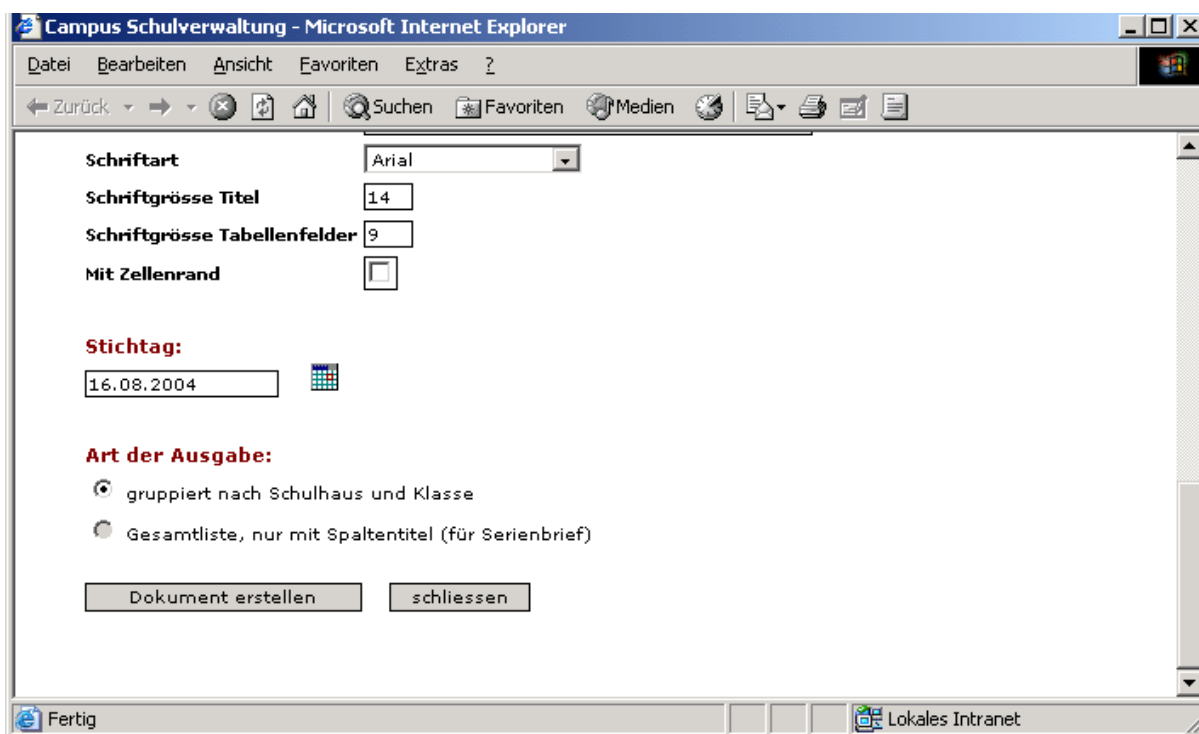 Campus Schulverwaltung - Microsoft Internet Explorer
Datei Bearbeiten Ansicht Favoriten Extras ?
Zurück Suchen Favoriten Medien
Schriftart Arial
Schriftgrösse Titel 14
Schriftgrösse Tabellenfelder 9
Mit Zellenrand
Stichtag:
16.08.2004
Art der Ausgabe:
gruppiert nach Schulhaus und Klasse
Gesamtliste, nur mit Spaltentitel (für Serienbrief)
Dokument erstellen schliessen
Fertig Lokales Intranet